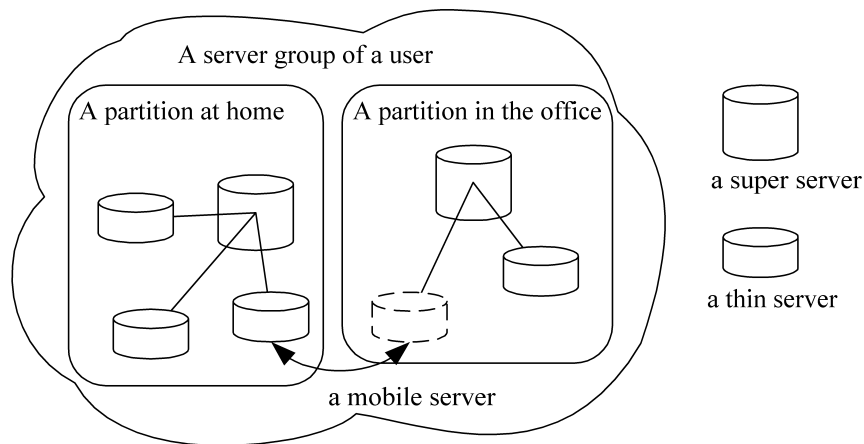 A server group of a user
A partition at home
A partition in the office
a super server
a thin server
a mobile server